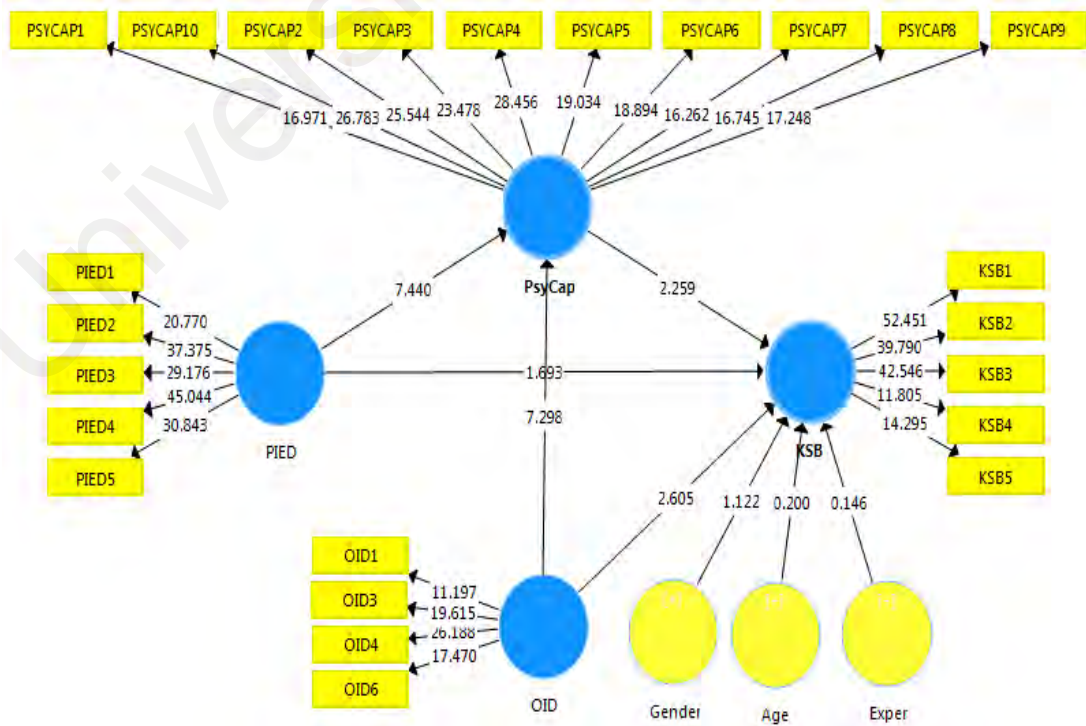 PSYCAP1 PSYCAP10 PSYCAP2 PSYCAP3 PSYCAP4 PSYCAP5 PSYCAP6 PSYCAP7 PSYCAP8 PSYCAP9
16.971 26.783 25.544 23.478 28.456 19.034 18.894 16.262 16.745 17.248
PsyCap
7.440
2.259
PIED1
PIED2
PIED3
PIED4
PIED5
20.770
37.375
29.176
45.044
30.843
PIED
1.693
7.298
KSB1
KSB2
KSB3
KSB4
KSB5
52.451
39.790
42.546
11.805
14.295
KSB
2.605
1.122
0.200
0.146
OID1
OID3
OID4
OID6
11.197
19.615
26.188
17.470
OID
Gender
Age
Exper
Univers